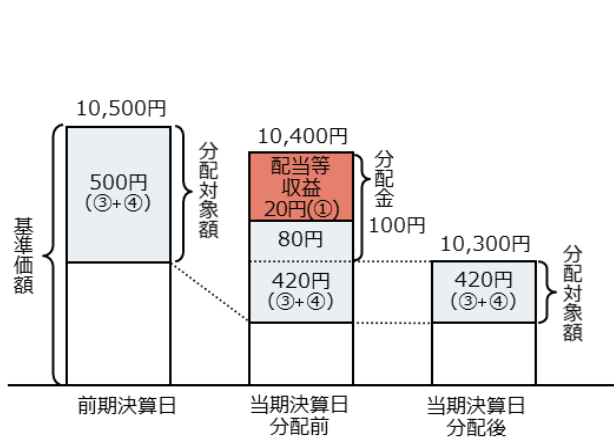 10,500円
500円
(③+④)
分配対象額
基準価額
10,400円
配当等
収益
20円(①)
80円
420円
(③+④)
分配金
100円
10,300円
420円
(③+④)
分配対象額
前期決算日
当期決算日
分配前
当期決算日
分配後